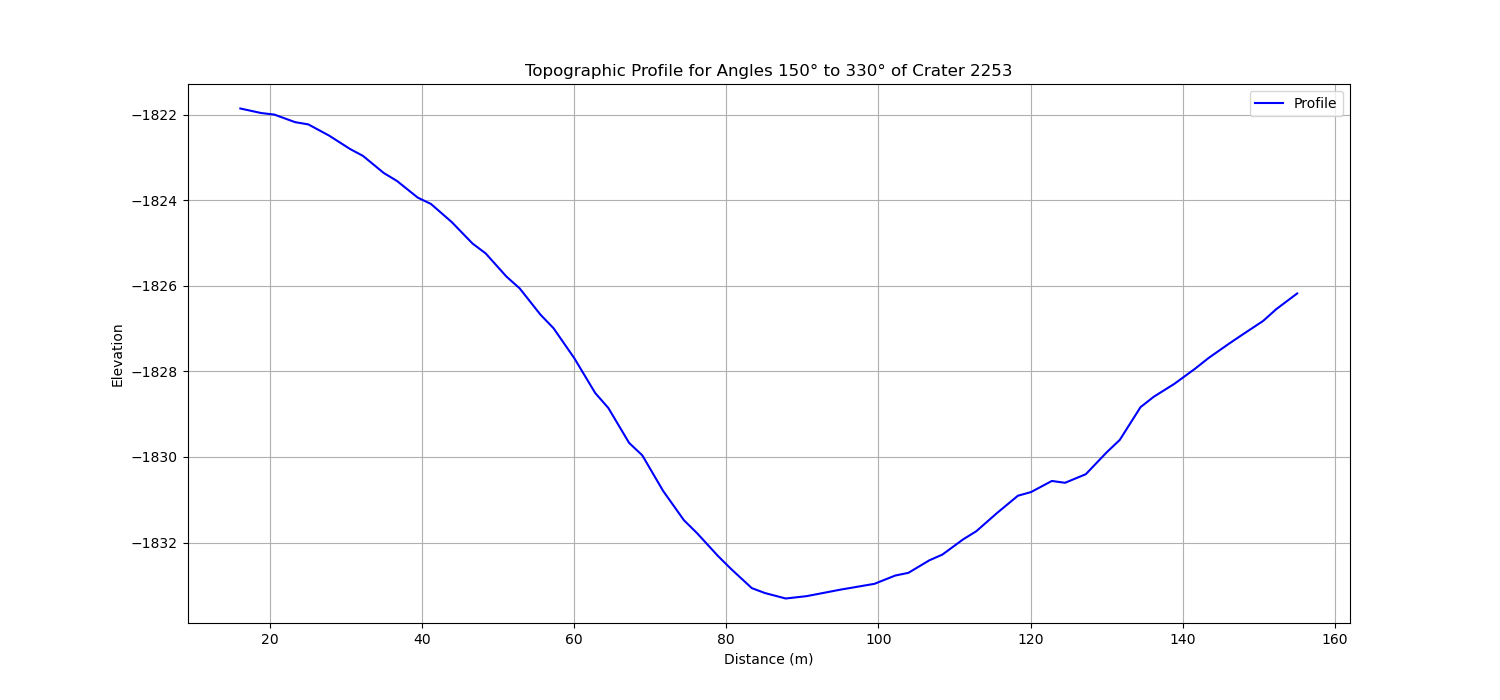 Topographic Profile for Angles 150° to 330° of Crater 2253
Profile
−1822
−1824
−1826
−1828
−1830
−1832
Elevation
20 40 60 80 100 120 140 160
Distance (m)